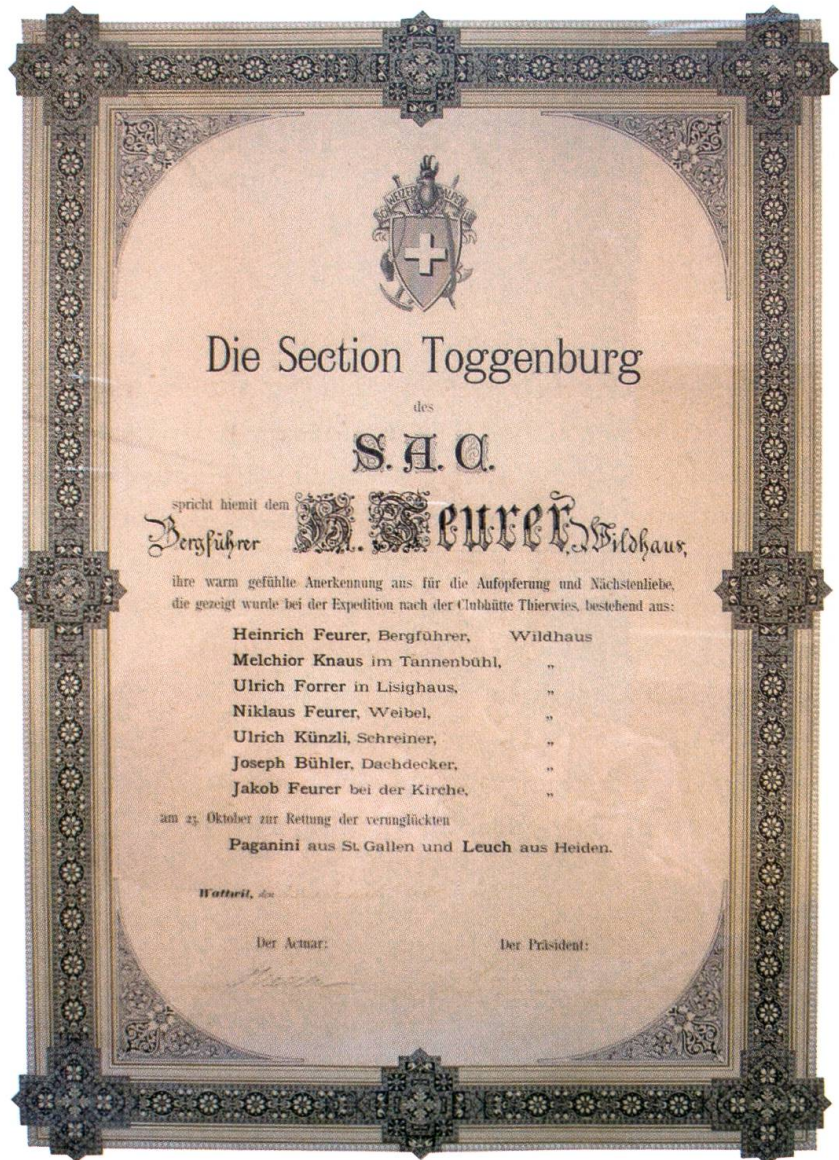 SCHWEIZER ALPENCLUB
Die Section Toggenburg
des
S. A. C.
spricht hiemit dem
Bergführer H. Feurer, Wildhaus,
ihre warm gefühlte Anerkennung aus für die Aufopferung und Nächstenliebe,
die gezeigt wurde bei der Expedition nach der Clubhütte Thierwies, bestehend aus:
Heinrich Feurer, Bergführer, Wildhaus
Melchior Knaus im Tannenbühl, „
Ulrich Forrer in Lisighaus, „
Niklaus Feurer, Weibel, „
Ulrich Künzli, Schreiner, „
Joseph Bühler, Dachdecker, „
Jakob Feurer bei der Kirche, „
am 23. Oktober zur Rettung der verunglückten
Paganini aus St. Gallen und Leuch aus Heiden.
Wattwil, den
Der Actuar: Der Präsident: